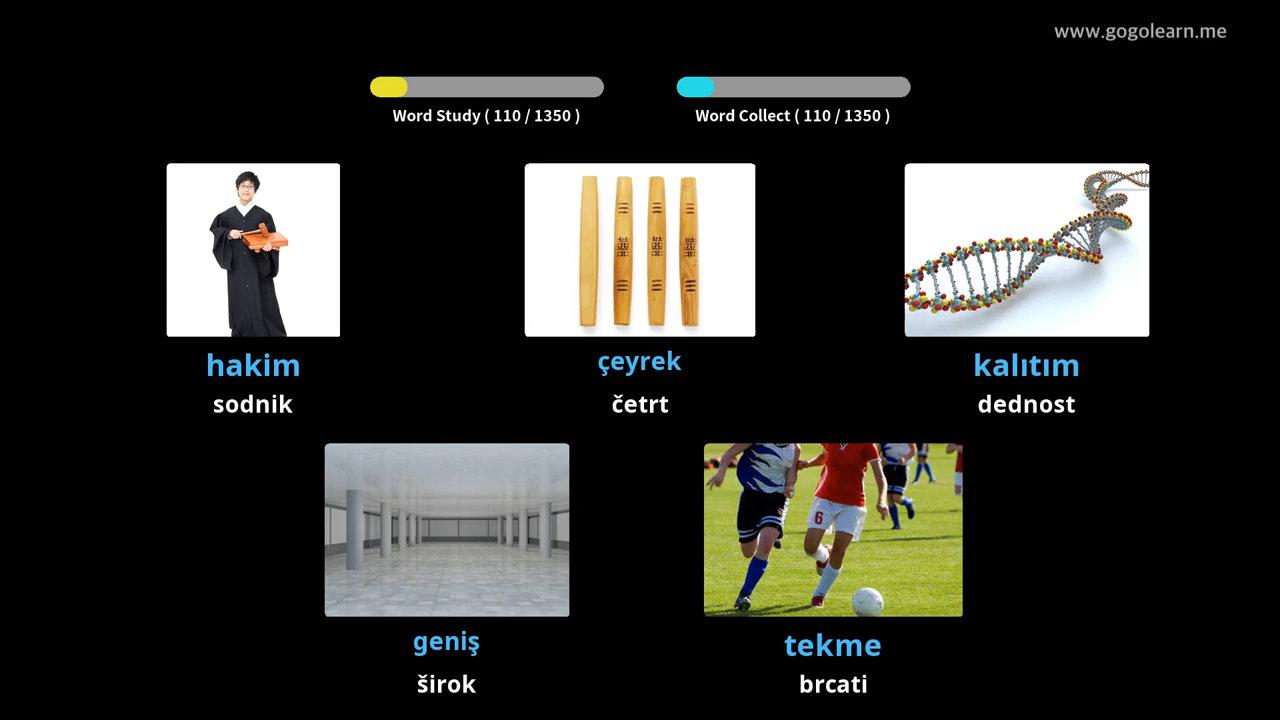 www.gogolearn.me
Word Study ( 110 / 1350 )
Word Collect ( 110 / 1350 )
hakim
sodnik
çeyrek
četrt
kalıtım
dednost
geniş
širok
tekme
brcati
6